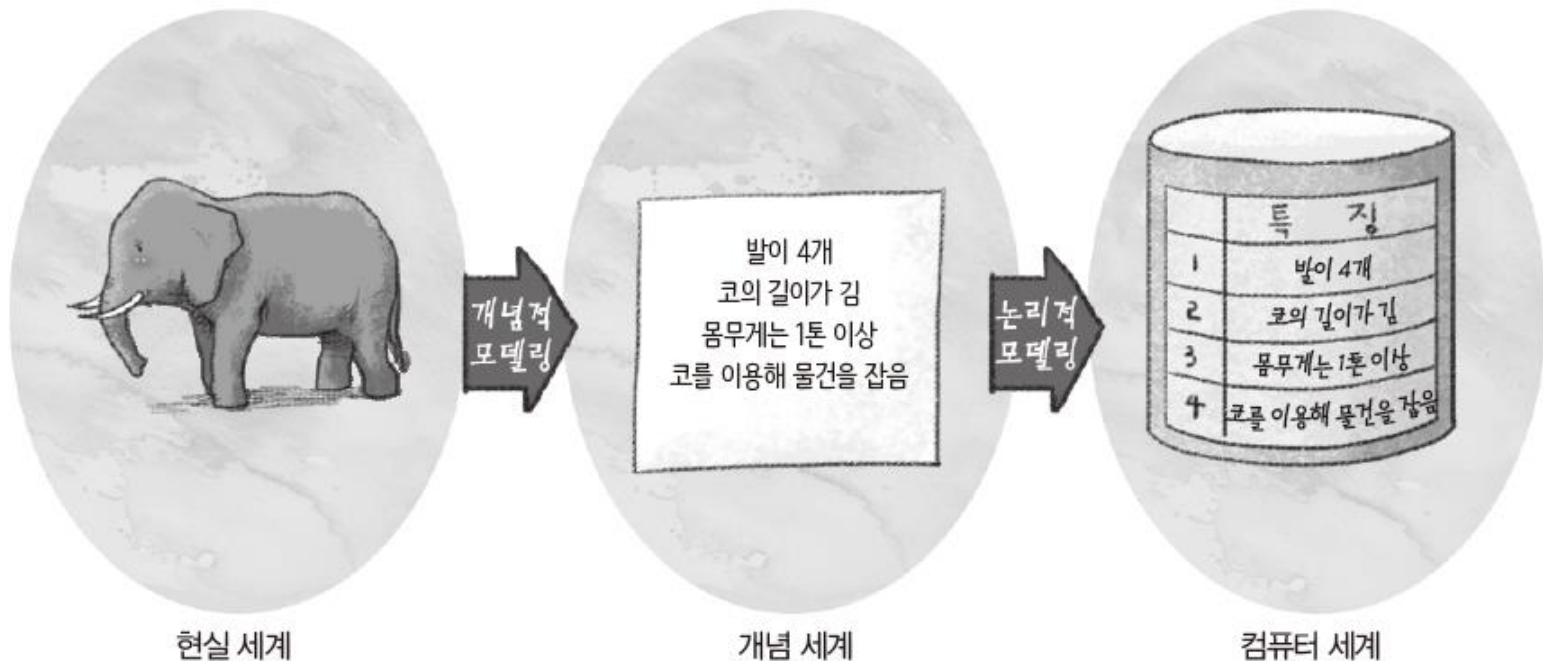 개념적
모델링
발이 4개
코의 길이가 김
몸무게는 1톤 이상
코를 이용해 물건을 잡음
논리적
모델링
특 징
1 발이 4개
2 코의 길이가 김
3 몸무게는 1톤 이상
4 코를 이용해 물건을 잡음
현실 세계
개념 세계
컴퓨터 세계